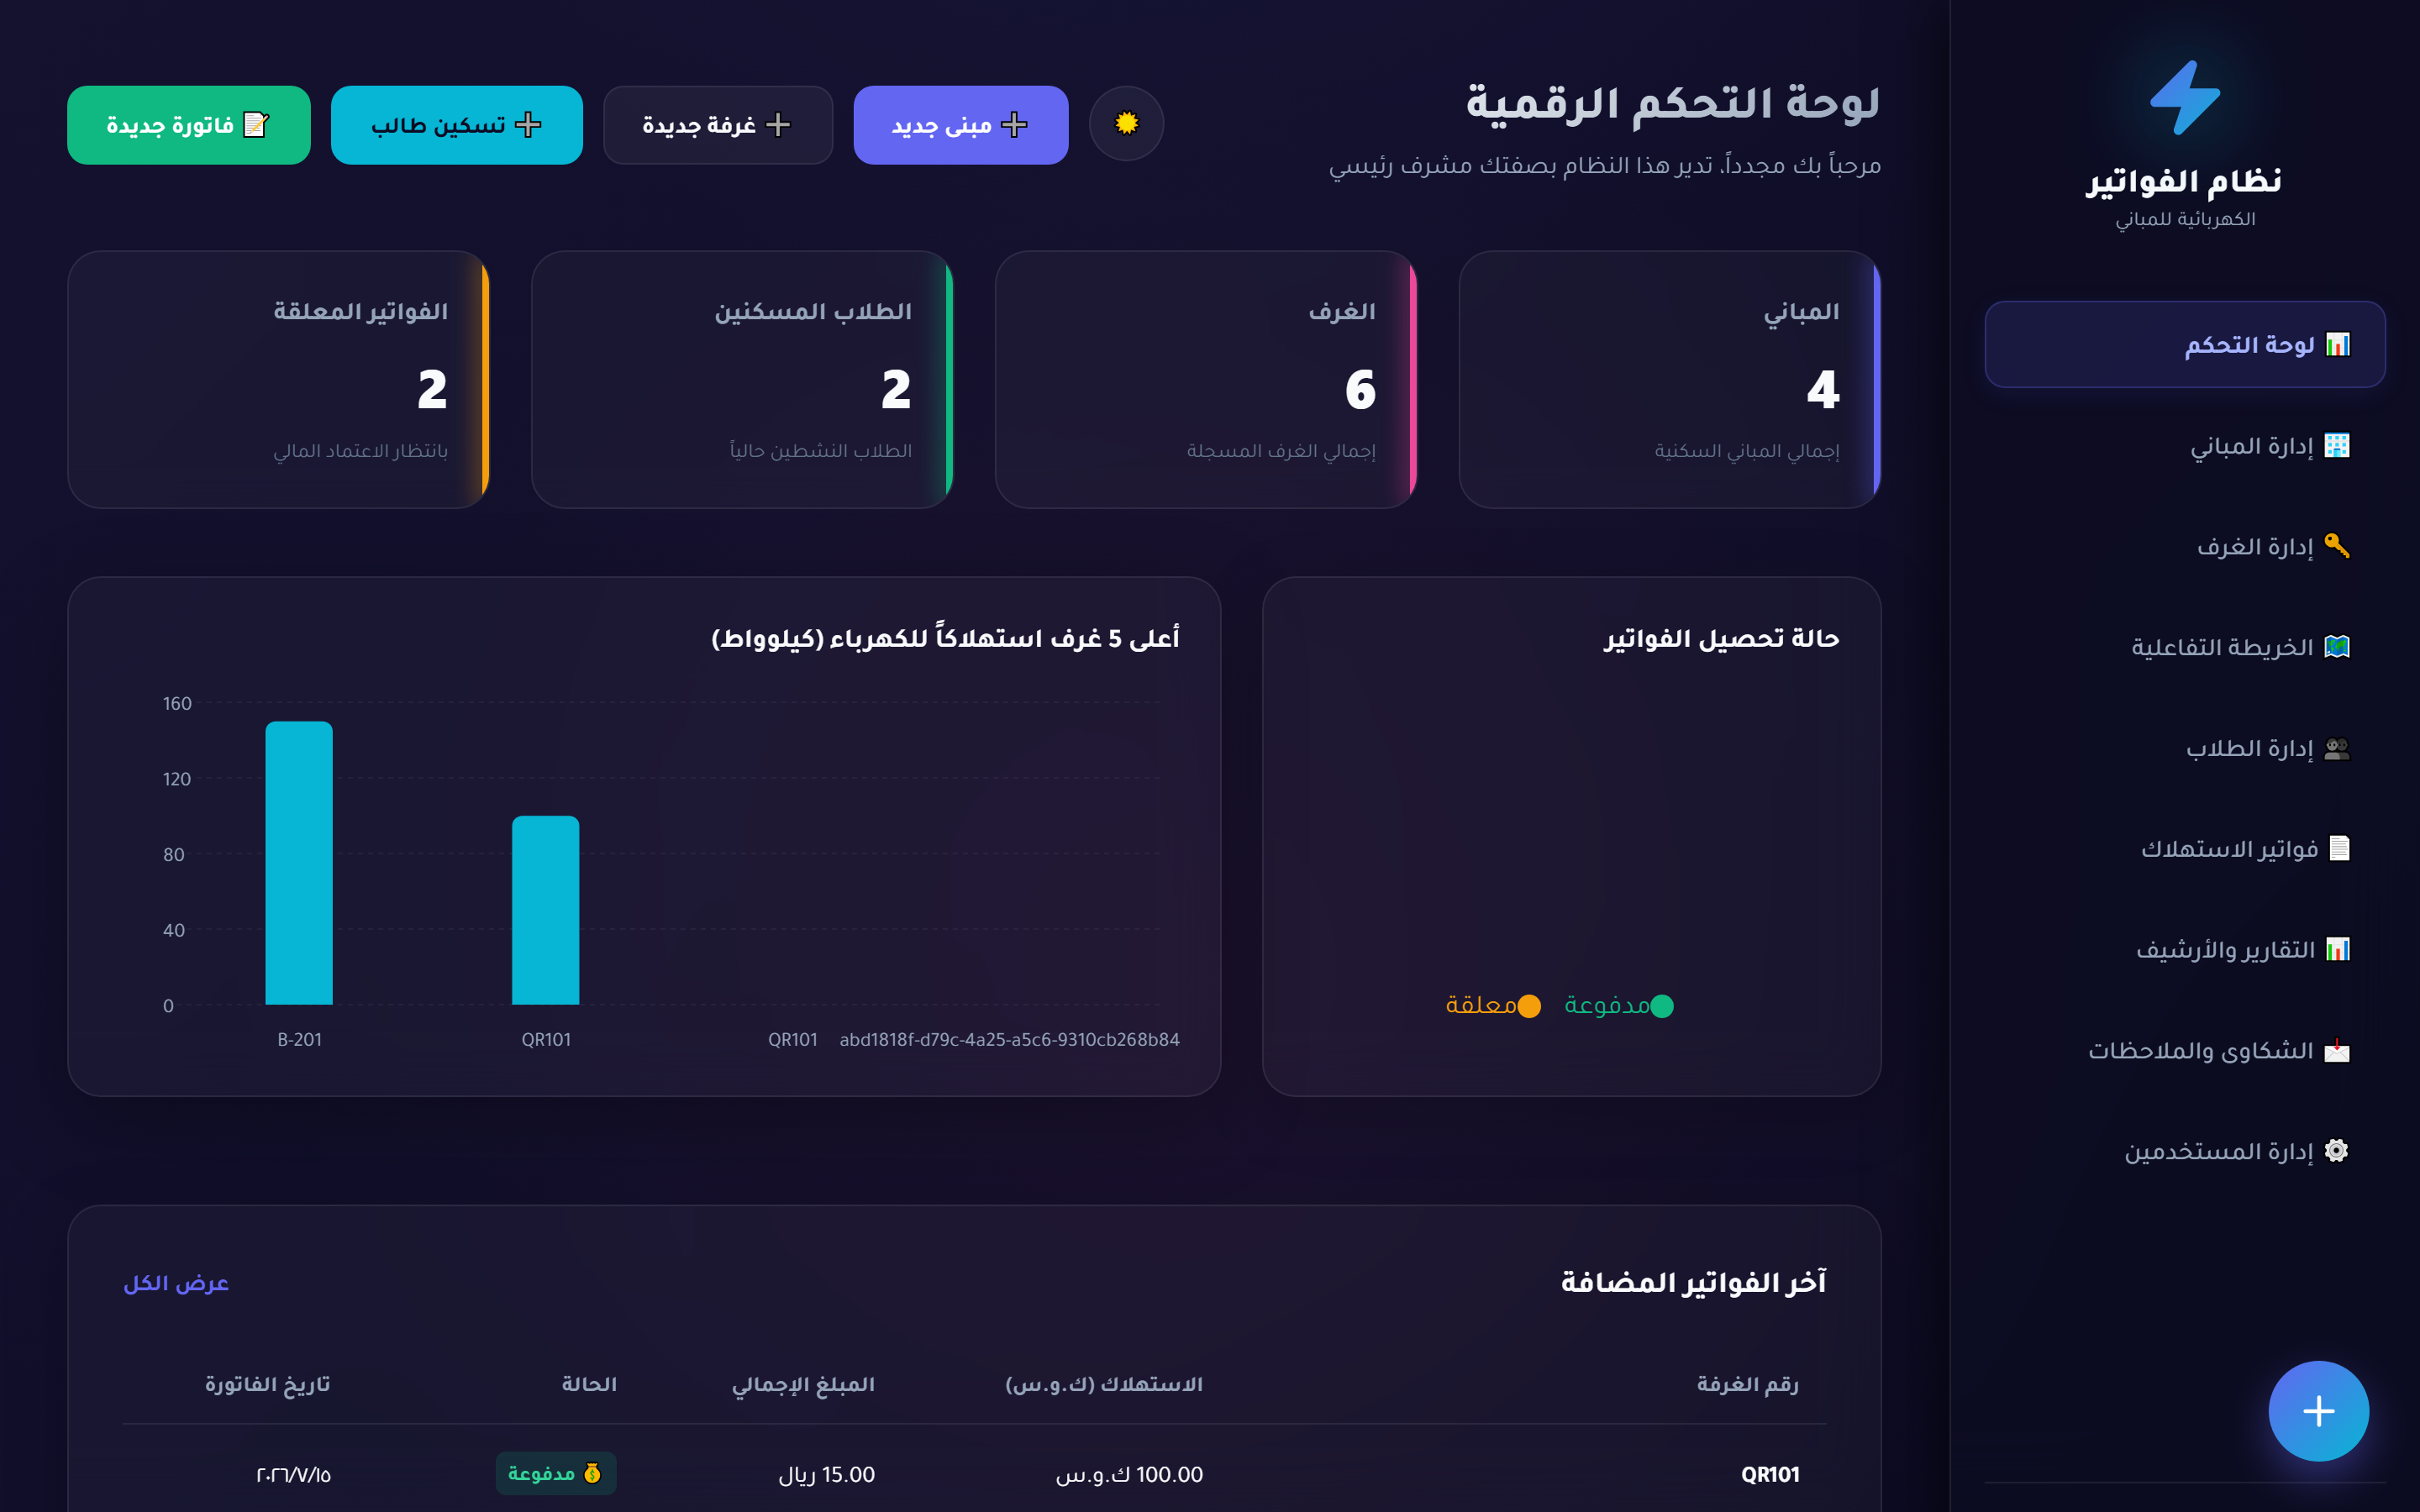 نظام الفواتير
الكهربائية للمباني
لوحة التحكم
إدارة المباني
إدارة الغرف
الخريطة التفاعلية
إدارة الطلاب
فواتير الاستهلاك
التقارير والأرشيف
الشكاوى والملاحظات
إدارة المستخدمين
لوحة التحكم الرقمية
مرحباً بك مجدداً، تدير هذا النظام بصفتك مشرف رئيسي
مبنى جديد
غرفة جديدة
تسكين طالب
فاتورة جديدة
المباني
4
إجمالي المباني السكنية
الغرف
6
إجمالي الغرف المسجلة
الطلاب المسكنين
2
الطلاب النشطين حالياً
الفواتير المعلقة
2
بانتظار الاعتماد المالي
حالة تحصيل الفواتير
مدفوعة
معلقة
أعلى 5 غرف استهلاكاً للكهرباء (كيلوواط)
160
120
80
40
0
B-201
QR101
QR101
abd1818f-d79c-4a25-a5c6-9310cb268b84
آخر الفواتير المضافة
عرض الكل
رقم الغرفة الاستهلاك (ك.و.س) المبلغ الإجمالي الحالة تاريخ الفاتورة
QR101 100.00 ك.و.س 15.00 ريال مدفوعة ٢٠٢٦/٧/١٥